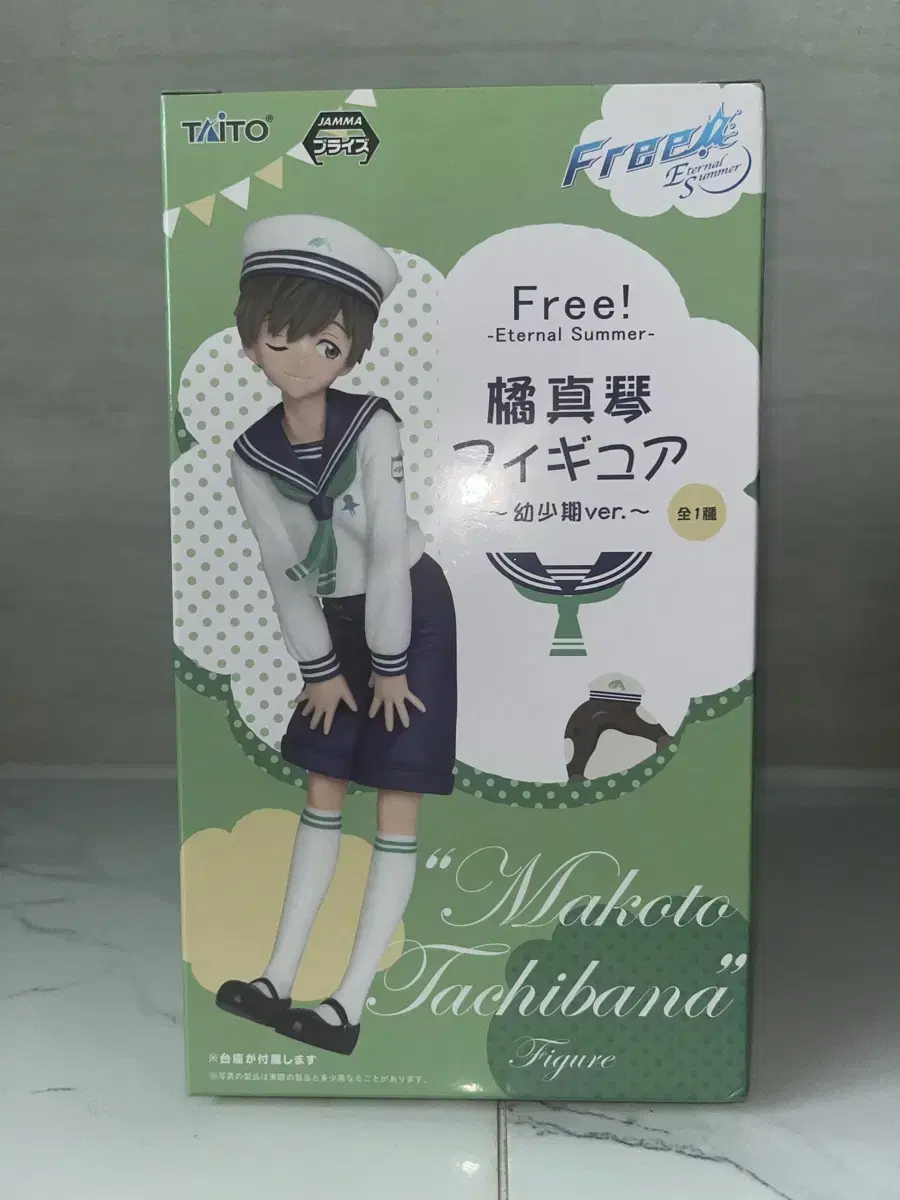 TAITO®
JAMMA
プライズ
Free!
Eternal
Summer
Free!
-Eternal Summer-
橘真琴
フィギュア
～幼少期ver.～
全1種
“Makoto
Tachibana”
Figure
※台座が付属します
※写真の製品は実際の製品と多少異なることがあります。